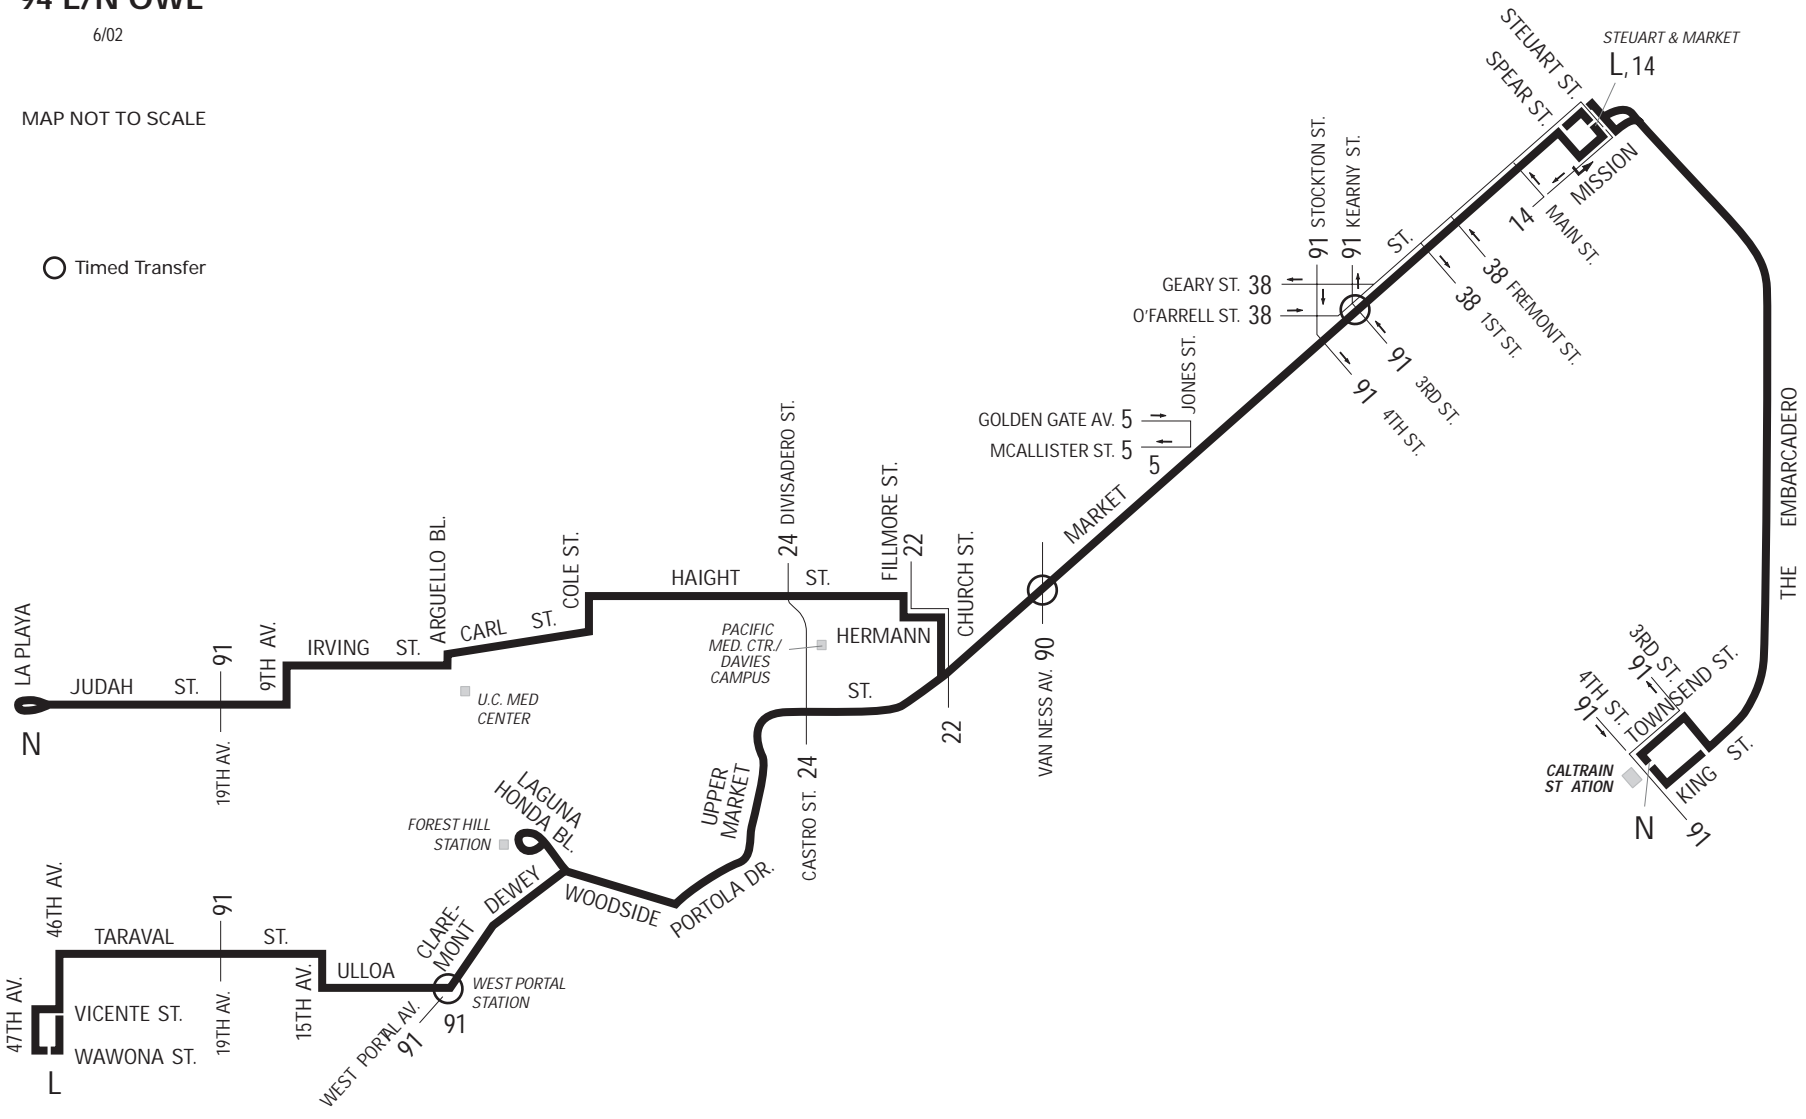 94 L/N OWL
6/02
MAP NOT TO SCALE
Timed Transfer
STEUART & MARKET
L, 14
STEUART ST.
SPEAR ST.
MISSION
14
MAIN ST.
91 STOCKTON ST.
91 KEARNY ST.
ST.
GEARY ST. 38
O'FARRELL ST. 38
38 FREMONT ST.
38 1ST ST.
91 3RD ST.
91 4TH ST.
JONES ST.
GOLDEN GATE AV. 5
MCALLISTER ST. 5
5
MARKET
THE EMBARCADERO
24 DIVISADERO ST.
FILLMORE ST.
22
CHURCH ST.
HAIGHT ST.
COLE ST.
ARGUELLO BL.
CARL ST.
IRVING ST.
9TH AV.
LA PLAYA
JUDAH ST.
91
19TH AV.
N
U.C. MED
CENTER
PACIFIC
MED. CTR./
DAVIES
CAMPUS
HERMANN
ST.
22
VAN NESS AV. 90
CASTRO ST. 24
UPPER
MARKET
LAGUNA
HONDA BL.
FOREST HILL
STATION
DEWEY
WOODSIDE
PORTOLA DR.
CLARE-
MONT
WEST PORTAL
STATION
91
WEST PORTAL AV.
91
ULLOA
15TH AV.
TARAVAL ST.
91
19TH AV.
46TH AV.
47TH AV.
VICENTE ST.
WAWONA ST.
L
3RD ST.
91
TOWNSEND ST.
4TH ST.
91
CALTRAIN
ST ATION
KING ST.
N
91